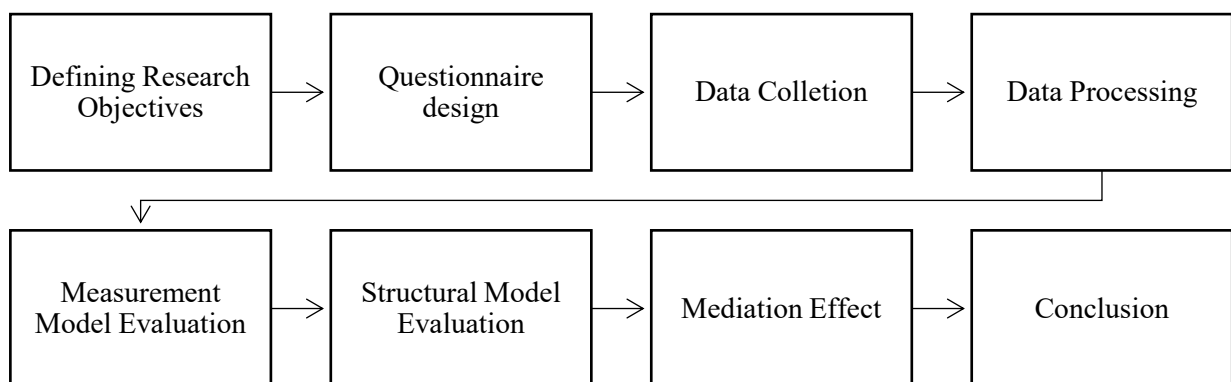 Defining Research
Objectives
Questionnaire
design
Data Colletion
Data Processing
Measurement
Model Evaluation
Structural Model
Evaluation
Mediation Effect
Conclusion